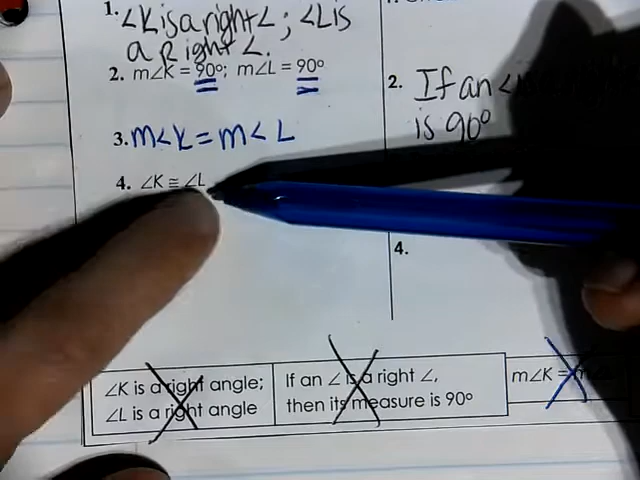 1. ∠K is a right ∠; ∠L is
a Right ∠.
2. m∠K = 90°; m∠L = 90°
3. m∠K = m∠L
4. ∠K ≅ ∠L
2. If an ∠
is 90°
4.
∠K is a right angle;
∠L is a right angle
If an ∠ is a right ∠,
then its measure is 90°
m∠K = m∠L